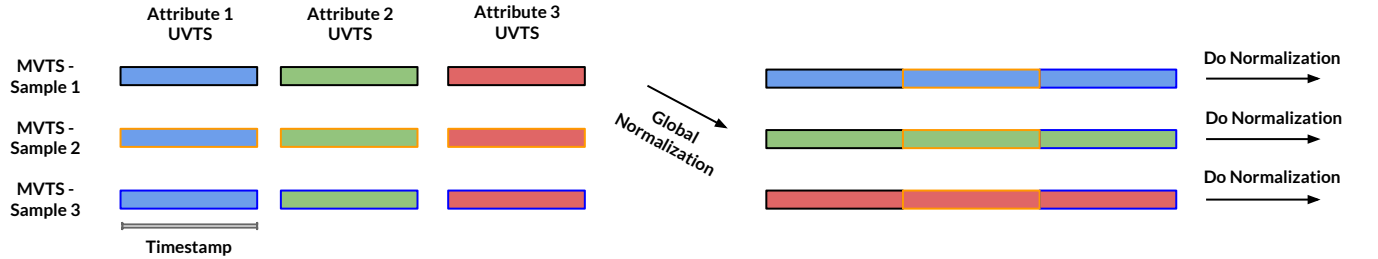 Attribute 1
UVTS
Attribute 2
UVTS
Attribute 3
UVTS
MVTS -
Sample 1
MVTS -
Sample 2
MVTS -
Sample 3
Timestamp
Global
Normalization
Do Normalization
Do Normalization
Do Normalization